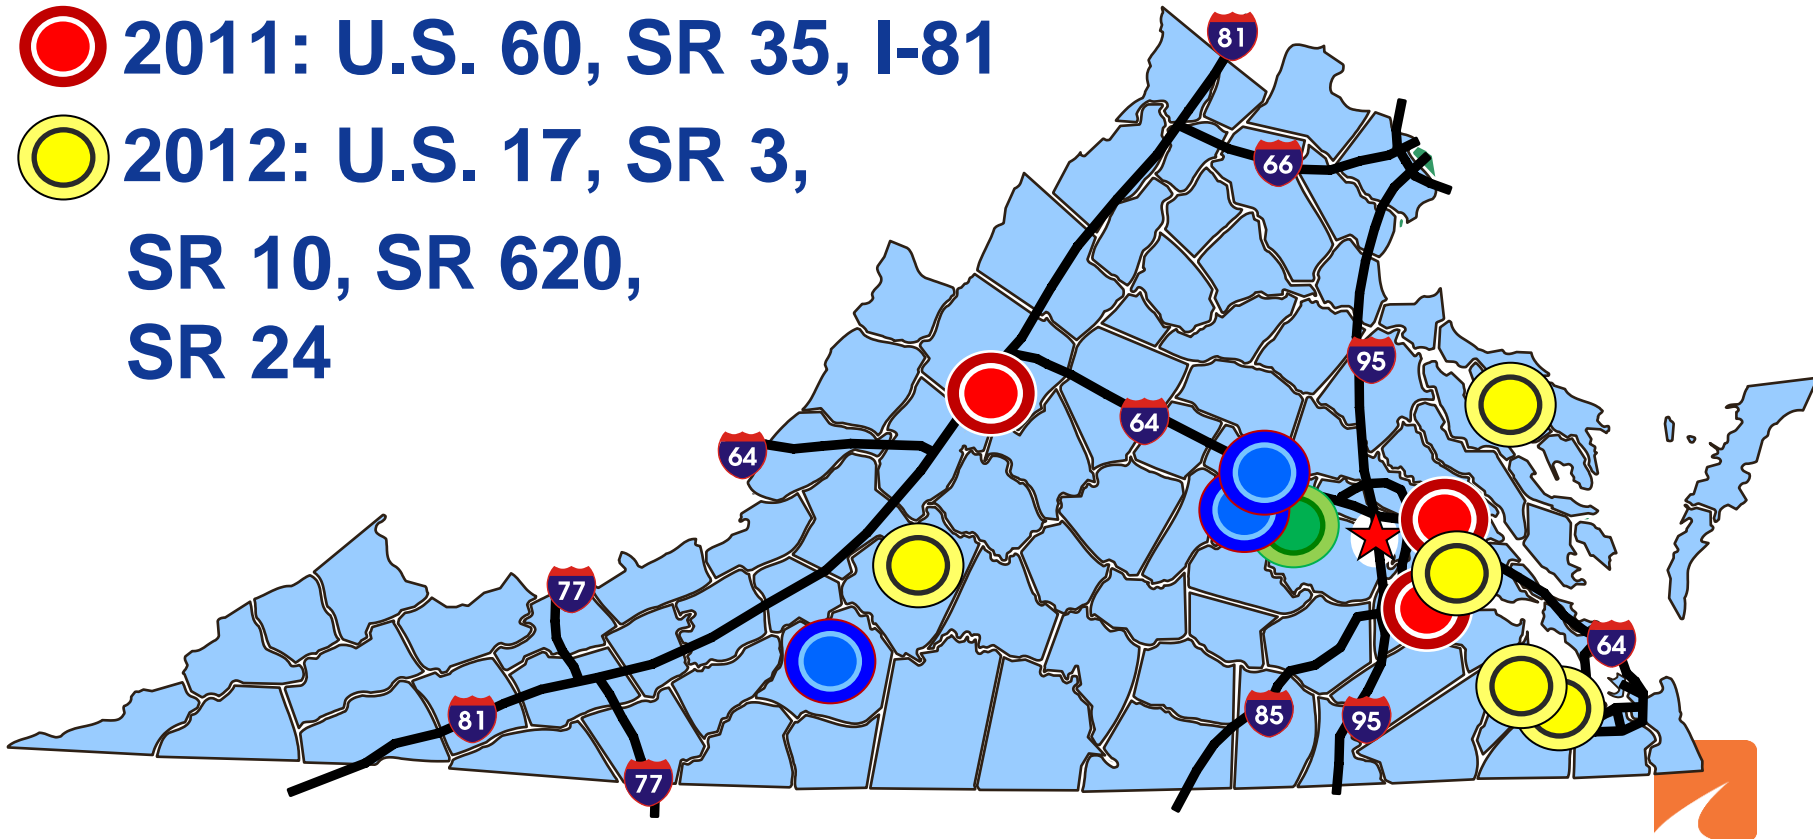 2011: U.S. 60, SR 35, I-81
2012: U.S. 17, SR 3,
SR 10, SR 620,
SR 24
81
66
95
64
64
77
64
81
85
95
77